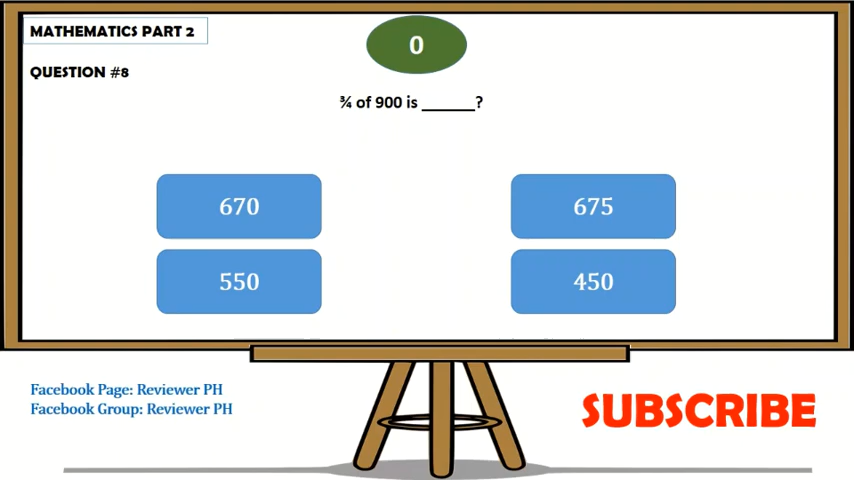 MATHEMATICS PART 2
0
QUESTION #8
¾ of 900 is ______?
670
675
550
450
Facebook Page: Reviewer PH
Facebook Group: Reviewer PH
SUBSCRIBE